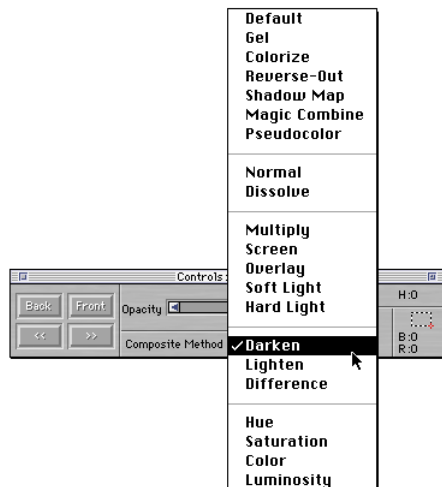 Default
Gel
Colorize
Reverse-Out
Shadow Map
Magic Combine
Pseudocolor
Normal
Dissolve
Multiply
Screen
Overlay
Soft Light
Hard Light
✓Darken
Lighten
Difference
Hue
Saturation
Color
Luminosity
Controls:
Back Front
<< >>
Opacity
Composite Method
H:0
B:0
R:0